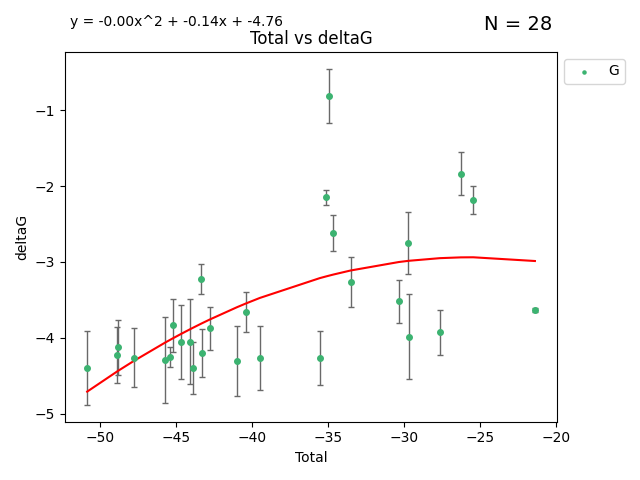 y = -0.00x^2 + -0.14x + -4.76
N = 28
Total vs deltaG
G
−1
−2
−3
−4
−5
deltaG
−50 −45 −40 −35 −30 −25 −20
Total